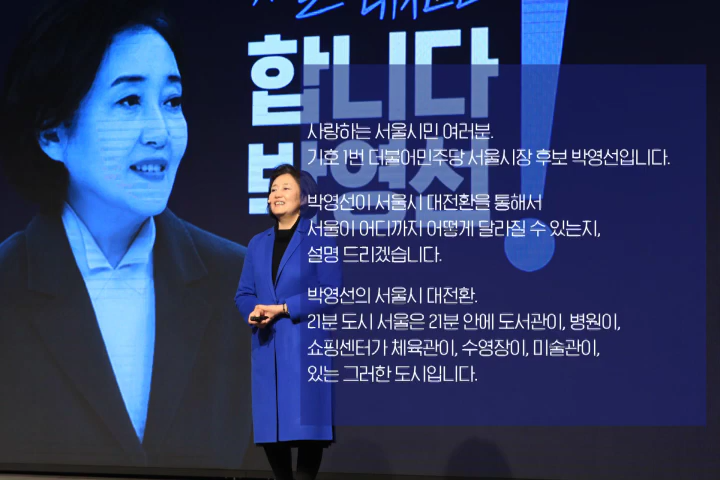 합니다
박영선!
사랑하는 서울시민 여러분.
기호 1번 더불어민주당 서울시장 후보 박영선입니다.
박영선이 서울시 대전환을 통해서
서울이 어디까지 어떻게 달라질 수 있는지,
설명 드리겠습니다.
박영선의 서울시 대전환.
21분 도시 서울은 21분 안에 도서관이, 병원이,
쇼핑센터가 체육관이, 수영장이, 미술관이,
있는 그러한 도시입니다.